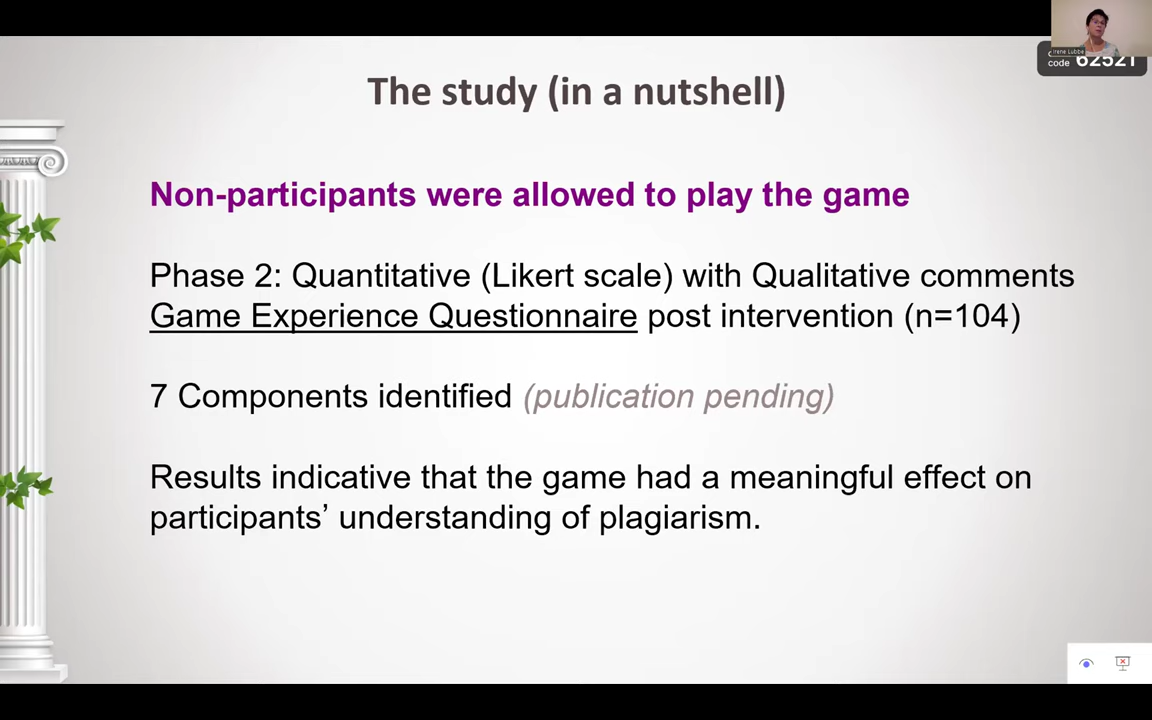 Irene Lubbe
code 62521
The study (in a nutshell)
Non-participants were allowed to play the game
Phase 2: Quantitative (Likert scale) with Qualitative comments
Game Experience Questionnaire post intervention (n=104)
7 Components identified (publication pending)
Results indicative that the game had a meaningful effect on
participants’ understanding of plagiarism.